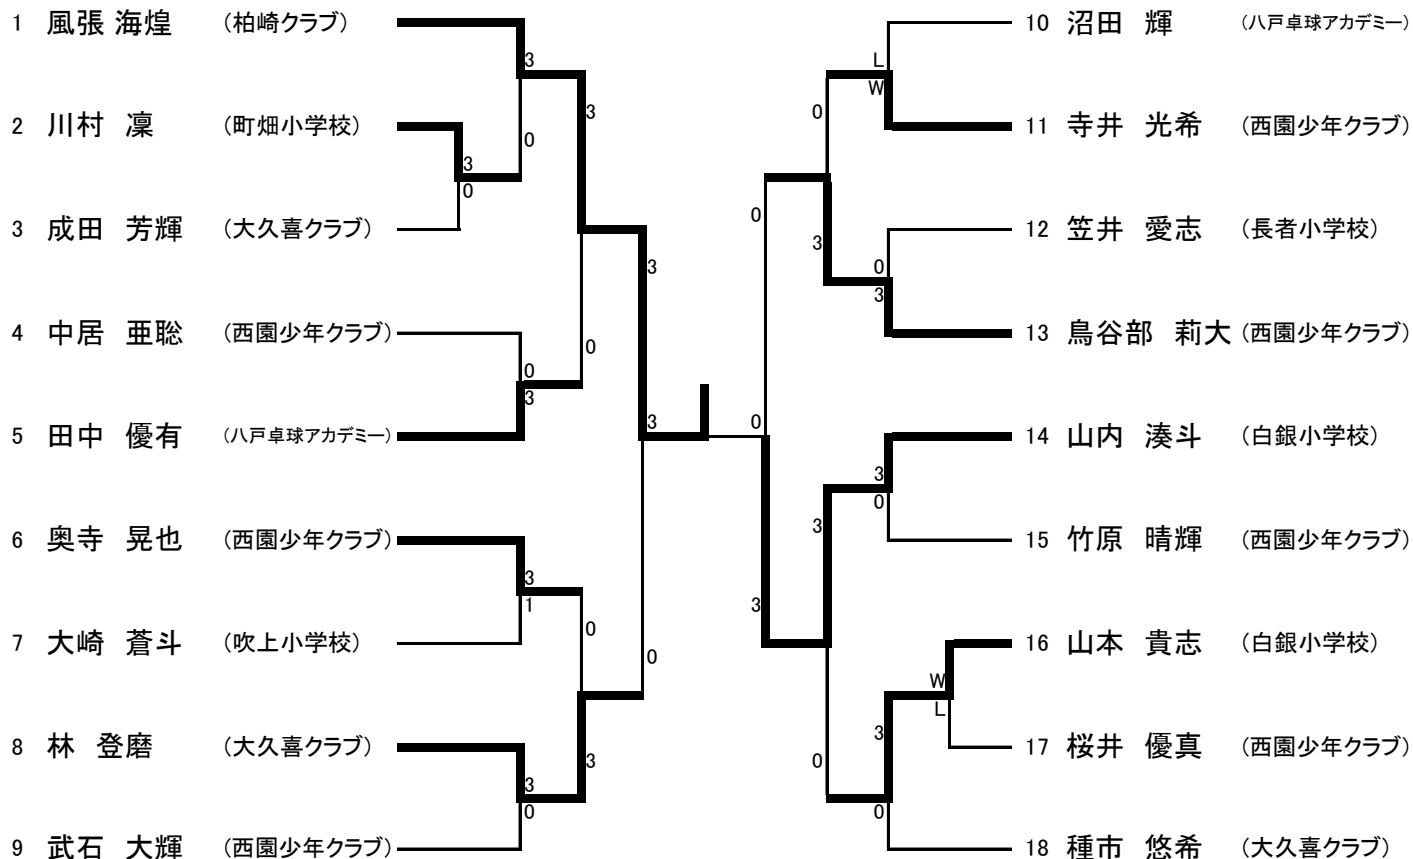 1 風張 海煌 (柏崎クラブ)
2 川村 凜 (町畑小学校)
3 成田 芳輝 (大久喜クラブ)
4 中居 亜聡 (西園少年クラブ)
5 田中 優有 (八戸卓球アカデミー)
6 奥寺 晃也 (西園少年クラブ)
7 大崎 蒼斗 (吹上小学校)
8 林 登磨 (大久喜クラブ)
9 武石 大輝 (西園少年クラブ)
3
0
3
0
3
0
3
0
3
3
1
0
0
3
3
0
10 沼田 輝 (八戸卓球アカデミー)
11 寺井 光希 (西園少年クラブ)
12 笠井 愛志 (長者小学校)
13 鳥谷部 莉大 (西園少年クラブ)
14 山内 湊斗 (白銀小学校)
15 竹原 晴輝 (西園少年クラブ)
16 山本 貴志 (白銀小学校)
17 桜井 優真 (西園少年クラブ)
18 種市 悠希 (大久喜クラブ)
L
W
0
0
3
0
3
0
3
0
3
3
W
L
3
0
0